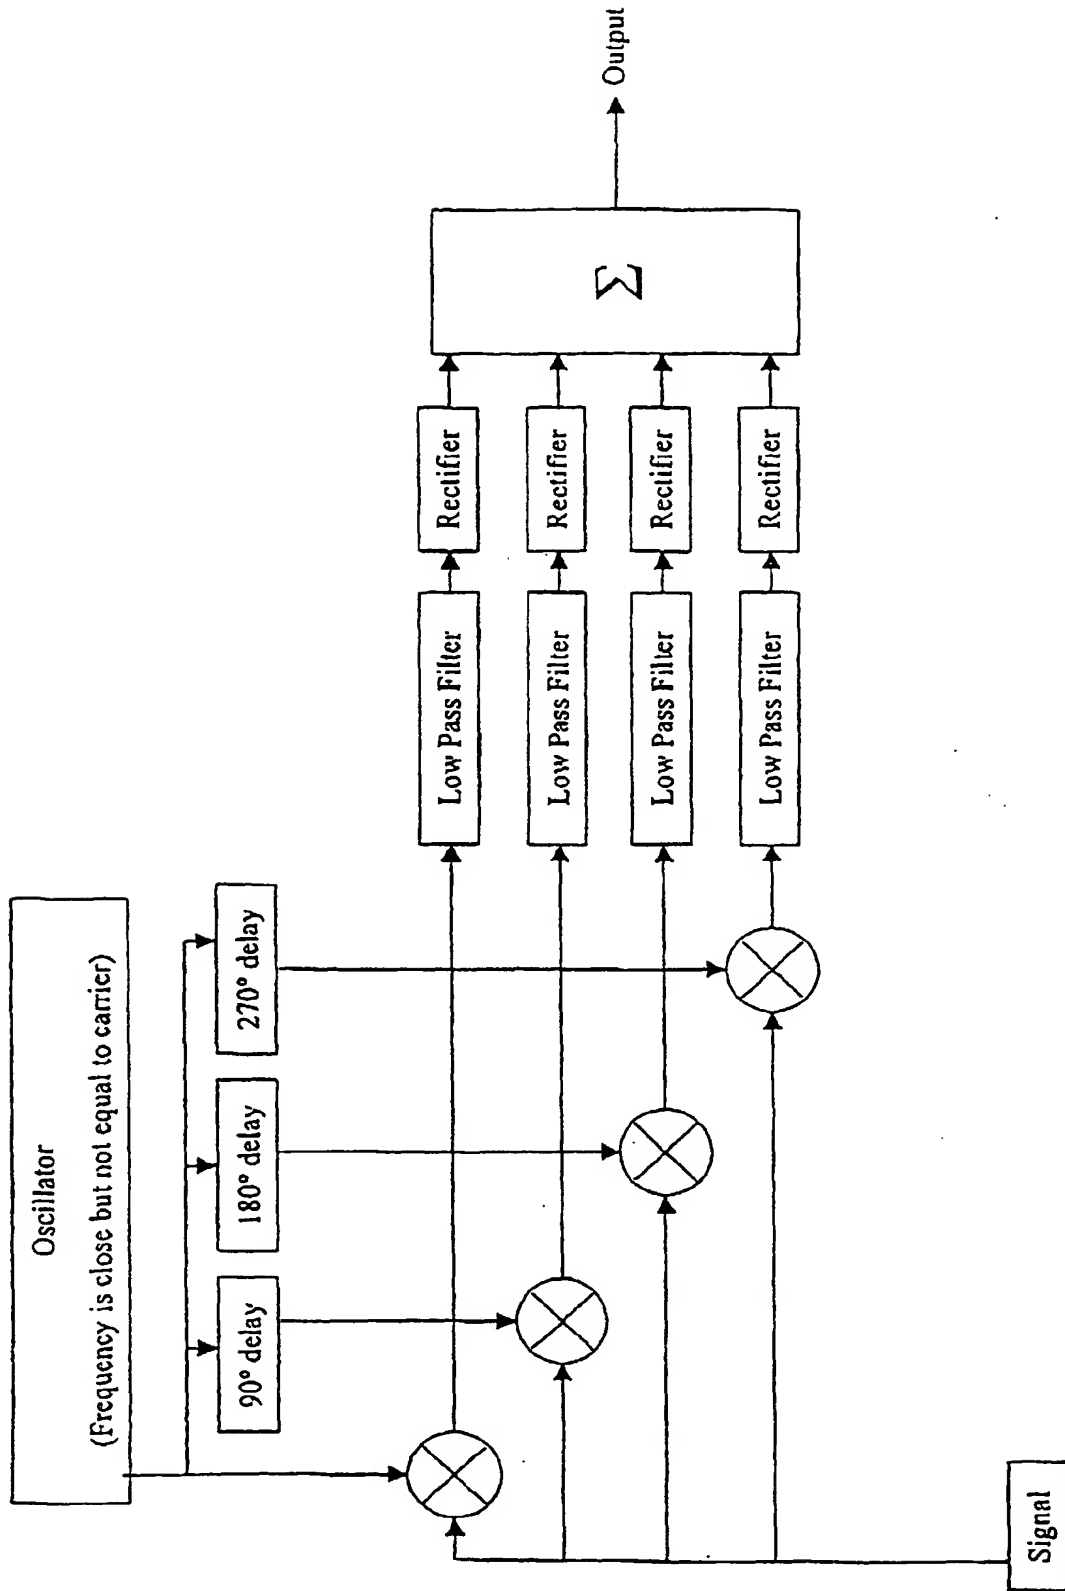 Oscillator
(Frequency is close but not equal to carrier)
90° delay
180° delay
270° delay
Low Pass Filter
Rectifier
Low Pass Filter
Rectifier
Low Pass Filter
Rectifier
Low Pass Filter
Rectifier
Σ
Output
Signal